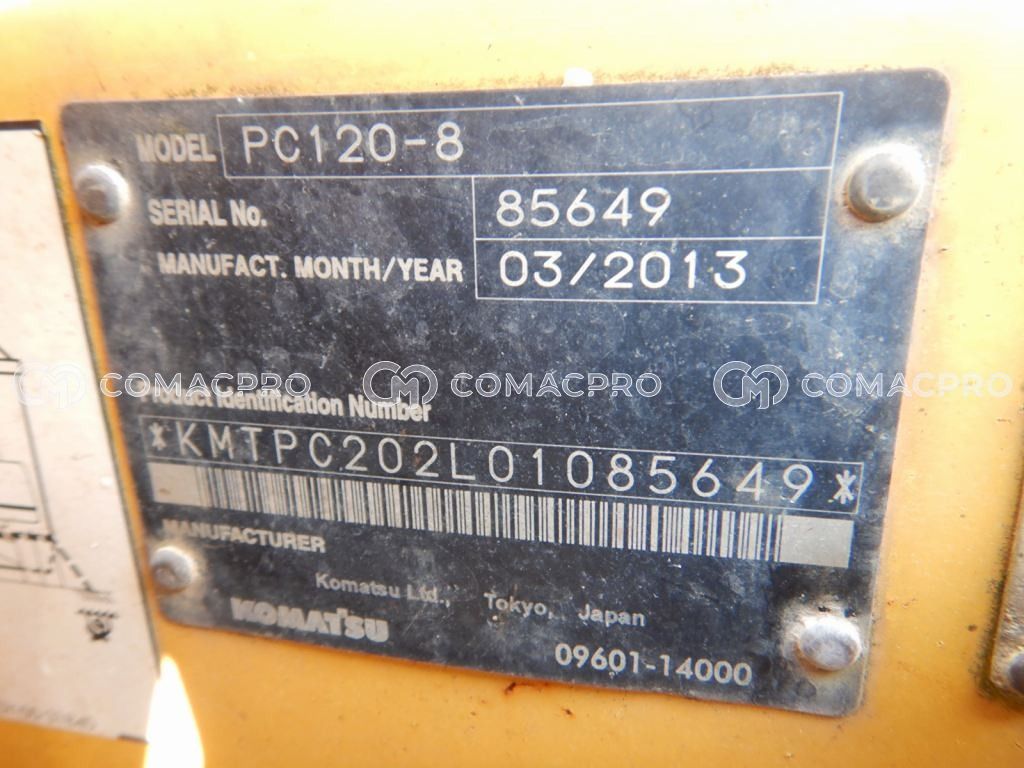 MODEL PC120-8
SERIAL No. 85649
MANUFACT. MONTH/YEAR 03/2013
COMACPRO COMACPRO COMACPRO
Product Identification Number
*KMTPC202L01085649*
MANUFACTURER
Komatsu Ltd., Tokyo, Japan
KOMATSU
09601-14000